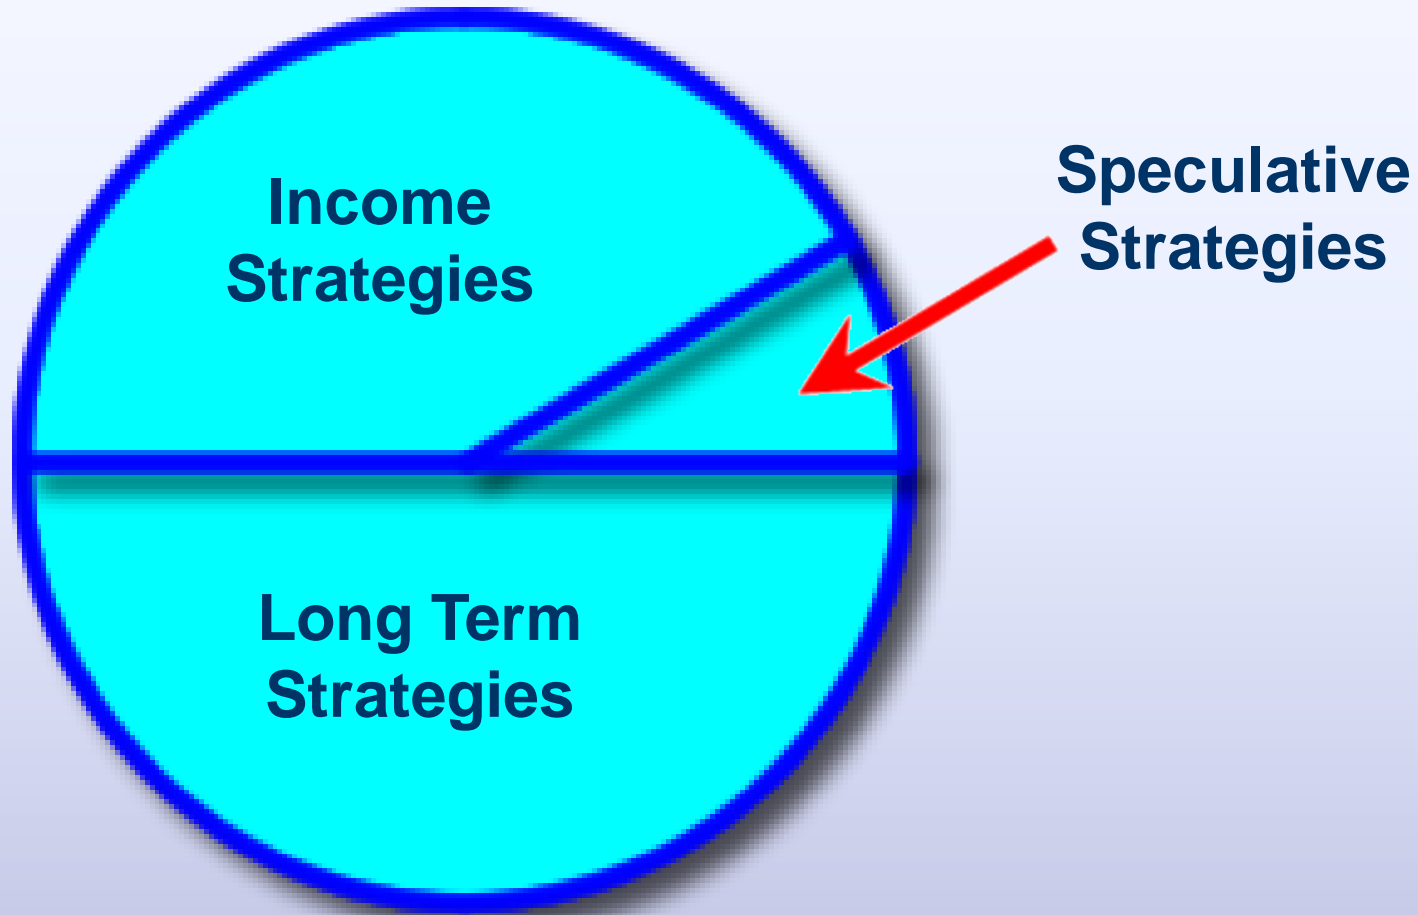 Income
Strategies
Speculative
Strategies
Long Term
Strategies